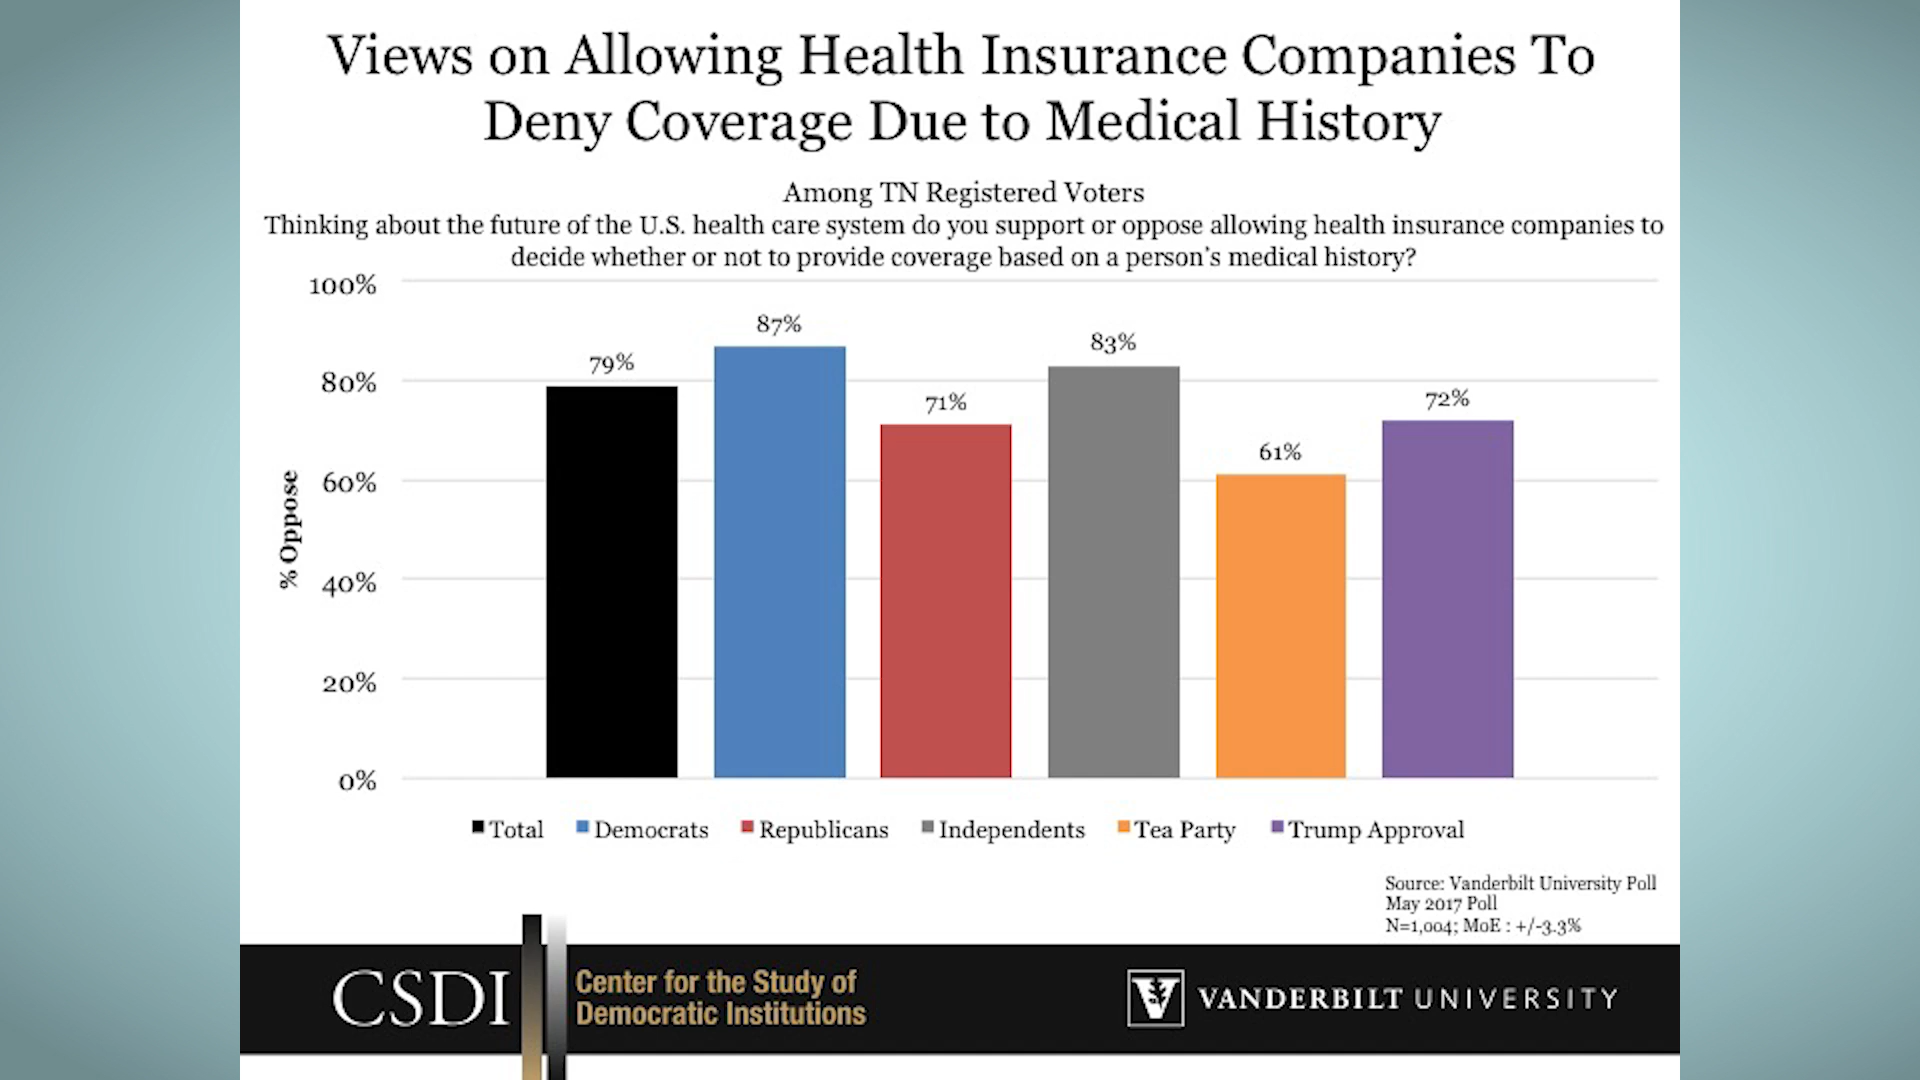 Views on Allowing Health Insurance Companies To
Deny Coverage Due to Medical History
Among TN Registered Voters
Thinking about the future of the U.S. health care system do you support or oppose allowing health insurance companies to
decide whether or not to provide coverage based on a person's medical history?
% Oppose
100%
80%
60%
40%
20%
0%
79%
87%
71%
83%
61%
72%
Total Democrats Republicans Independents Tea Party Trump Approval
Source: Vanderbilt University Poll
May 2017 Poll
N=1,004; MoE : +/-3.3%
CSDI
Center for the Study of
Democratic Institutions
V
VANDERBILT UNIVERSITY